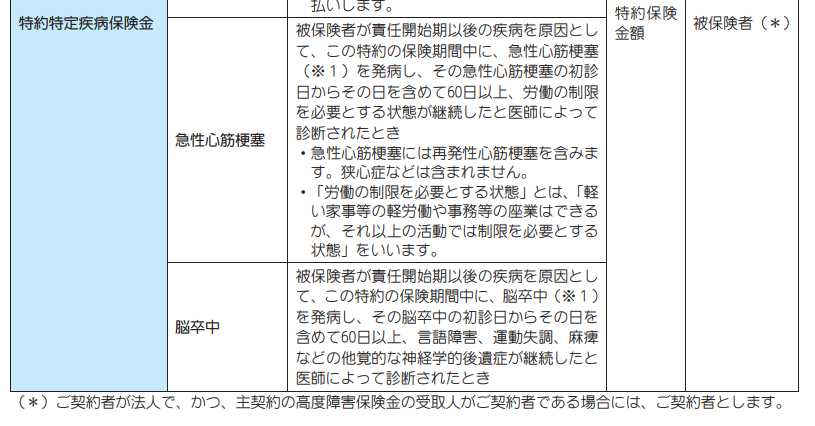 払いします。
特約特定疾病保険金
急性心筋梗塞
被保険者が責任開始期以後の疾病を原因とし
て、この特約の保険期間中に、急性心筋梗塞
（※１）を発病し、その急性心筋梗塞の初診
日からその日を含めて60日以上、労働の制限
を必要とする状態が継続したと医師によって
診断されたとき
・急性心筋梗塞には再発性心筋梗塞を含みま
す。狭心症などは含まれません。
・「労働の制限を必要とする状態」とは、「軽
い家事等の軽労働や事務等の座業はできる
が、それ以上の活動では制限を必要とする
状態」をいいます。
脳卒中
被保険者が責任開始期以後の疾病を原因とし
て、この特約の保険期間中に、脳卒中（※１）
を発病し、その脳卒中の初診日からその日を
含めて60日以上、言語障害、運動失調、麻痺
などの他覚的な神経学的後遺症が継続したと
医師によって診断されたとき
特約保険
金額
被保険者（＊）
（＊）ご契約者が法人で、かつ、主契約の高度障害保険金の受取人がご契約者である場合には、ご契約者とします。